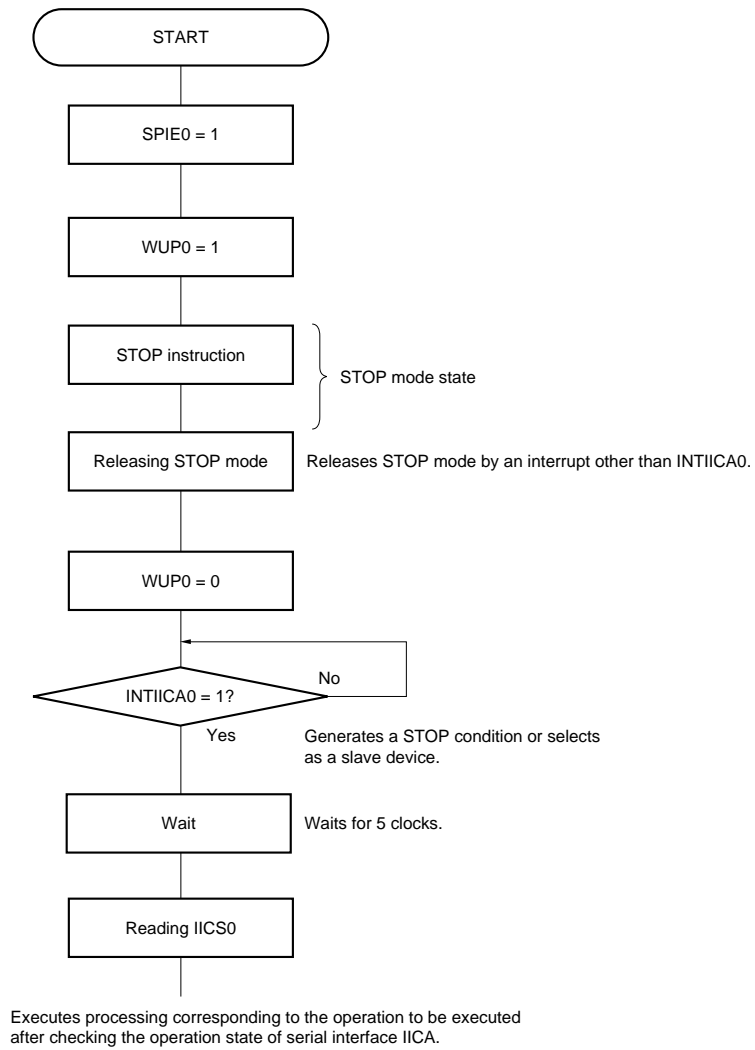 START
SPIE0 = 1
WUP0 = 1
STOP instruction
STOP mode state
Releasing STOP mode
Releases STOP mode by an interrupt other than INTIICA0.
WUP0 = 0
No
INTIICA0 = 1?
Yes
Generates a STOP condition or selects
as a slave device.
Wait
Waits for 5 clocks.
Reading IICS0
Executes processing corresponding to the operation to be executed
after checking the operation state of serial interface IICA.